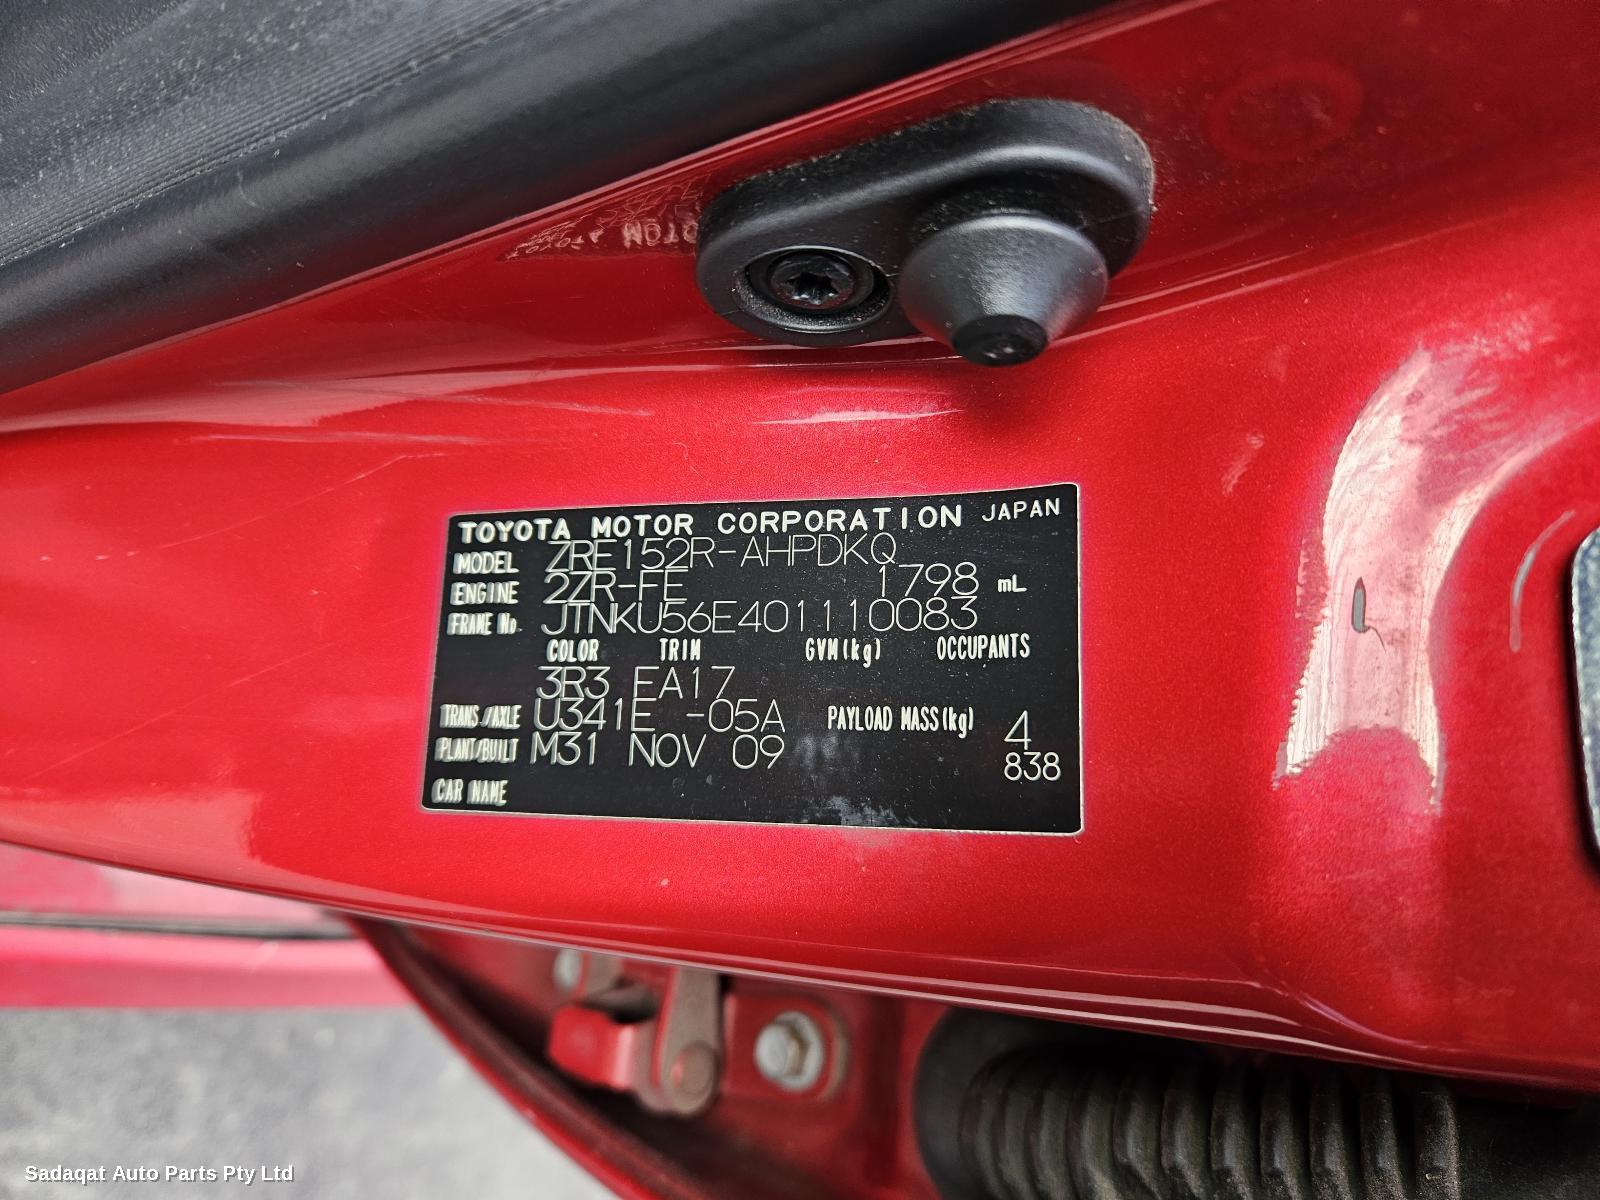 TOYOTA MOTOR CORPORATION JAPAN
MODEL ZRE152R-AHPDKQ
ENGINE 2ZR-FE 1798 mL
FRAME No. JTNKU56E401110083
COLOR TRIM GVM(kg) OCCUPANTS
3R3 EA17
TRANS./AXLE U341E -05A PAYLOAD MASS(kg) 4
PLANT/BUILT M31 NOV 09 838
CAR NAME
Sadaqat Auto Parts Pty Ltd